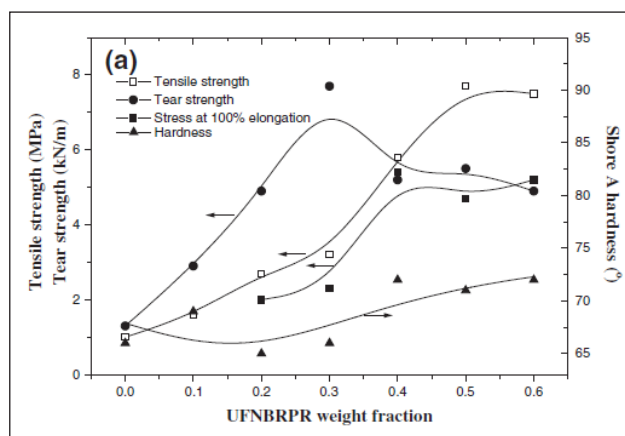 (a)
Tensile strength
Tear strength
Stress at 100% elongation
Hardness
Tensile strength (MPa)
Tear strength (kN/m)
8
6
4
2
0
95
90
85
80
75
70
65
Shore A hardness (°)
0.0 0.1 0.2 0.3 0.4 0.5 0.6
UFNBRPR weight fraction